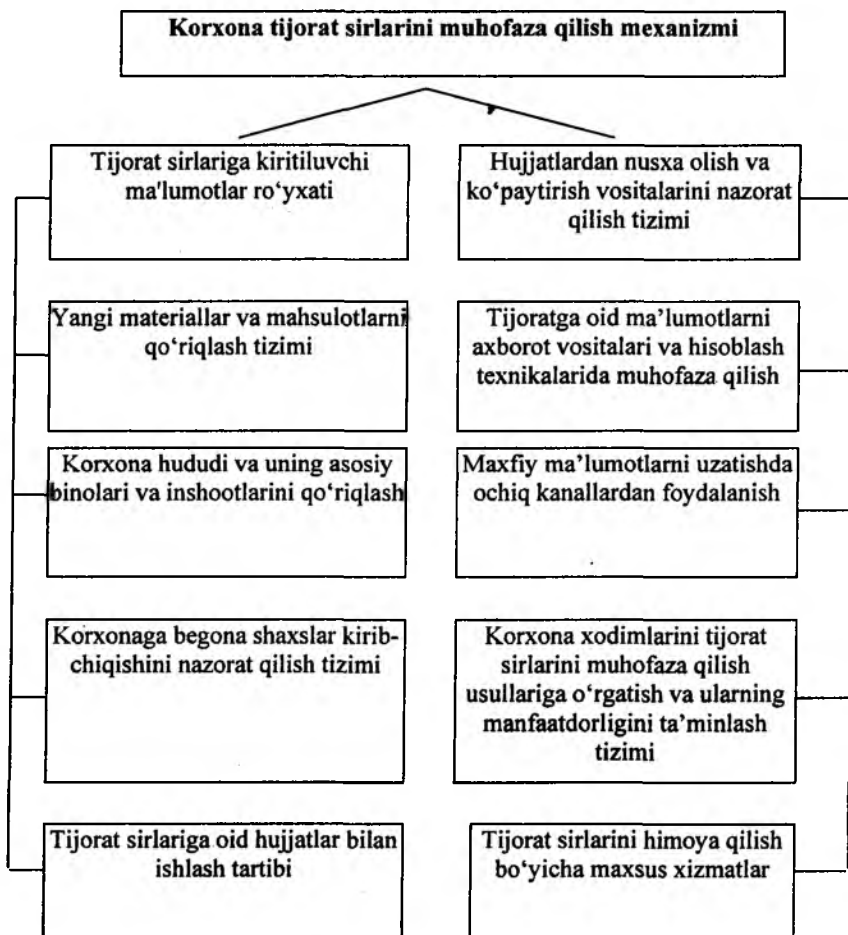 Korxona tijorat sirlarini muhofaza qilish mexanizmi
Tijorat sirlariga kiritiluvchi
ma'lumotlar ro‘yxati
Hujjatlardan nusxa olish va
ko‘paytirish vositalarini nazorat
qilish tizimi
Yangi materiallar va mahsulotlarni
qo‘riqlash tizimi
Tijoratga oid ma’lumotlarni
axborot vositalari va hisoblash
texnikalarida muhofaza qilish
Korxona hududi va uning asosiy
binolari va inshootlarini qo‘riqlash
Maxfiy ma’lumotlarni uzatishda
ochiq kanallardan foydalanish
Korxonaga begona shaxslar kirib-
chiqishini nazorat qilish tizimi
Korxona xodimlarini tijorat
sirlarini muhofaza qilish
usullariga o‘rgatish va ularning
manfaatdorligini ta’minlash
tizimi
Tijorat sirlariga oid hujjatlar bilan
ishlash tartibi
Tijorat sirlarini himoya qilish
bo‘yicha maxsus xizmatlar